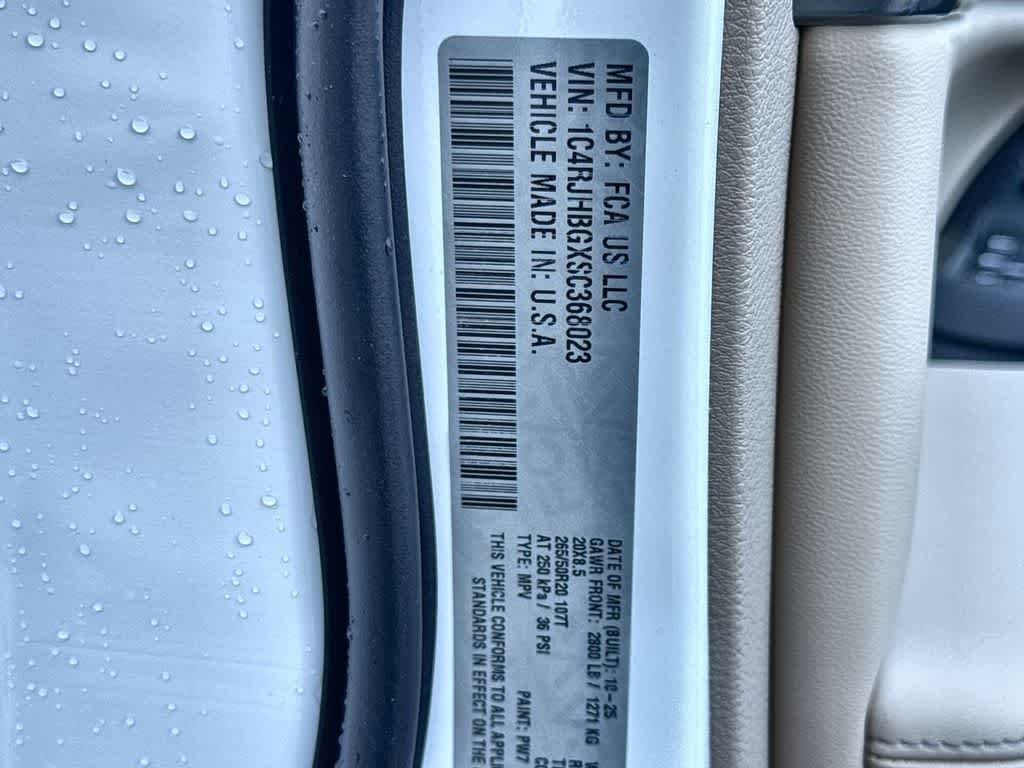 MFD BY: FCA US LLC
VIN: 1C4RJHBGXSC368023
VEHICLE MADE IN: U.S.A.
DATE OF MFR (BUILT): 10-25
GAWR FRONT: 2800 LB / 1271 KG
20X8.5
265/50R20 107T
AT 250 kPa / 36 PSI
TYPE: MPV PAINT: PW7
THIS VEHICLE CONFORMS TO ALL APPLI
STANDARDS IN EFFECT ON THE